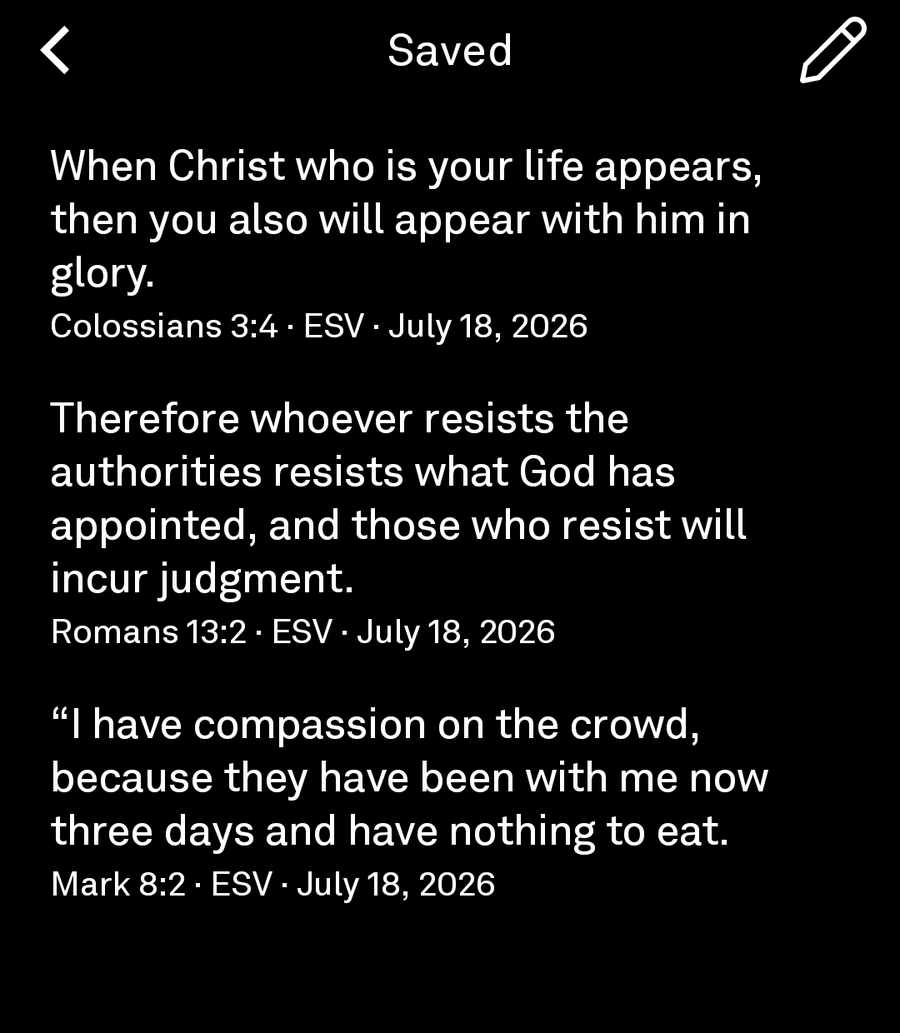 Saved
When Christ who is your life appears,
then you also will appear with him in
glory.
Colossians 3:4 · ESV · July 18, 2026
Therefore whoever resists the
authorities resists what God has
appointed, and those who resist will
incur judgment.
Romans 13:2 · ESV · July 18, 2026
“I have compassion on the crowd,
because they have been with me now
three days and have nothing to eat.
Mark 8:2 · ESV · July 18, 2026